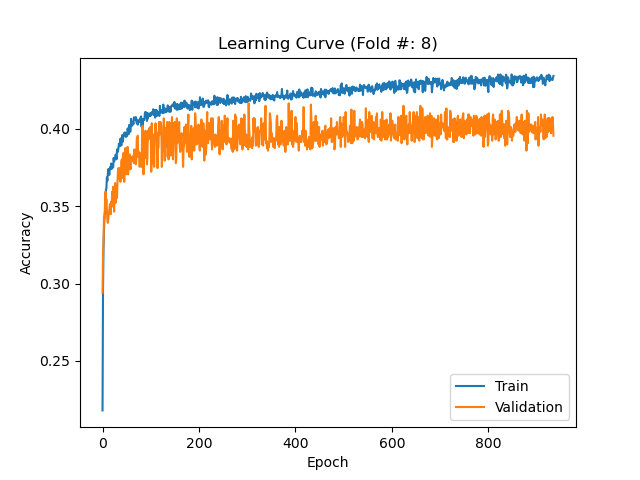 Learning Curve (Fold #: 8)
Accuracy
0.40
0.35
0.30
0.25
0 200 400 600 800
Epoch
Train
Validation